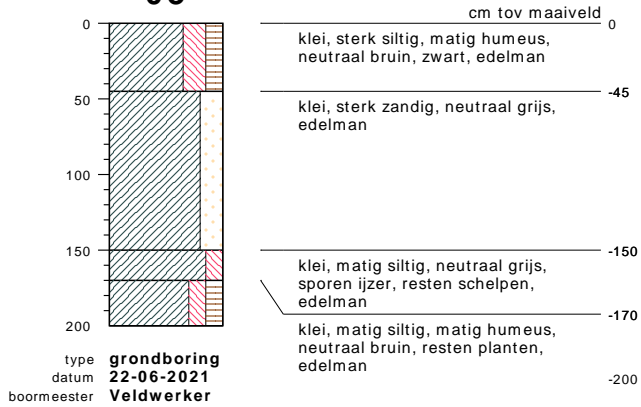 cm tov maaiveld
0
0
klei, sterk siltig, matig humeus,
neutraal bruin, zwart, edelman
-45
50
klei, sterk zandig, neutraal grijs,
edelman
100
150
-150
klei, matig siltig, neutraal grijs,
sporen ijzer, resten schelpen,
edelman
-170
200
klei, matig siltig, matig humeus,
neutraal bruin, resten planten,
edelman
-200
type grondboring
datum 22-06-2021
boormeester Veldwerker